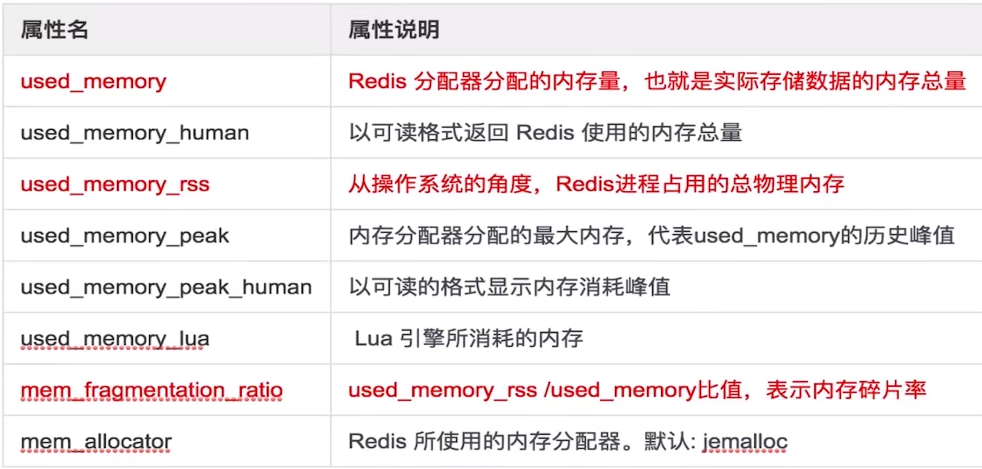 属性名 属性说明
used_memory Redis 分配器分配的内存量，也就是实际存储数据的内存总量
used_memory_human 以可读格式返回 Redis 使用的内存总量
used_memory_rss 从操作系统的角度，Redis进程占用的总物理内存
used_memory_peak 内存分配器分配的最大内存，代表used_memory的历史峰值
used_memory_peak_human 以可读的格式显示内存消耗峰值
used_memory_lua Lua 引擎所消耗的内存
mem_fragmentation_ratio used_memory_rss /used_memory比值，表示内存碎片率
mem_allocator Redis 所使用的内存分配器。默认: jemalloc